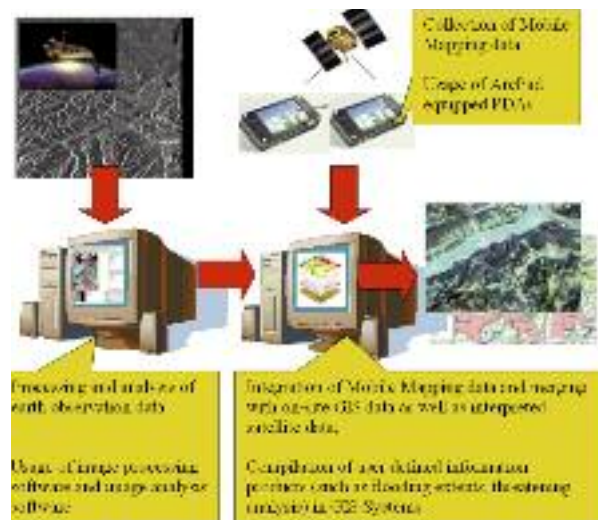 Collection of Mobile
Mapping data
Usage of ArcPad
equipped PDAs
Processing and analysis of
earth observation data
Usage of image processing
software and image analysis
software
Integration of Mobile Mapping data and merging
with on-site GIS data as well as interpreted
satellite data,
Compilation of user defined information
products (such as flooding extents, threatening
analysis) in GIS Systems